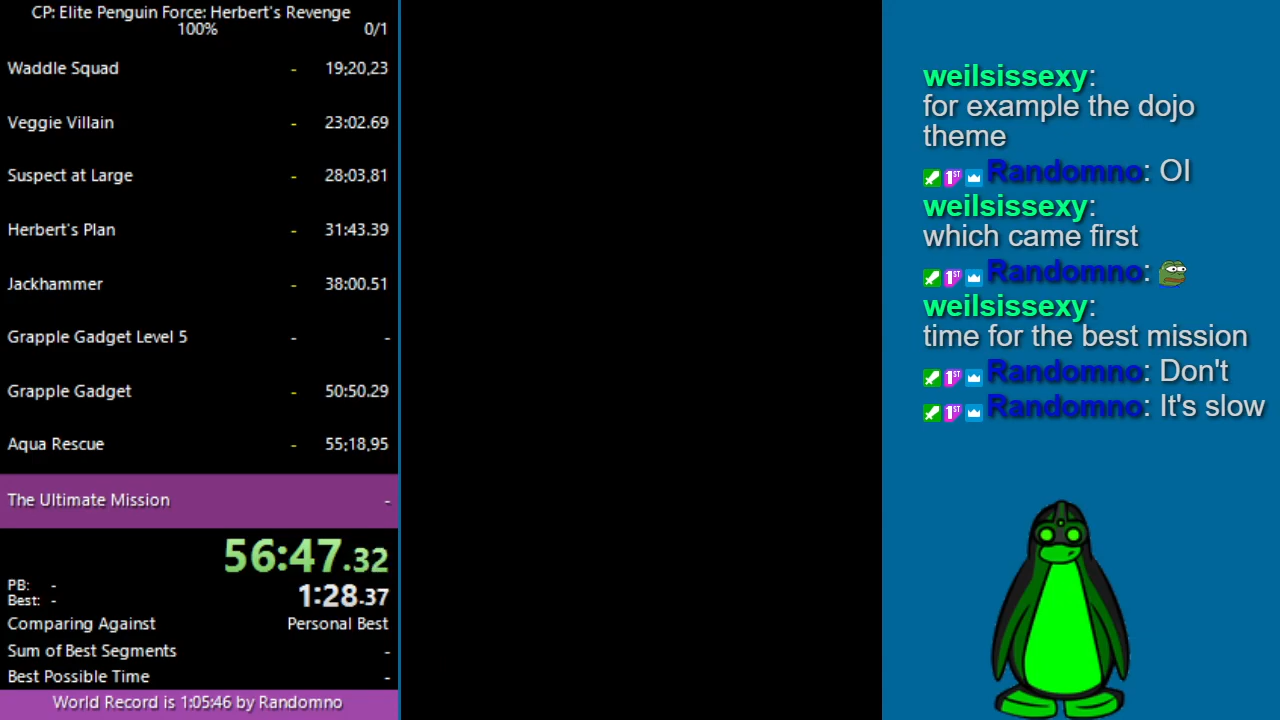 CP: Elite Penguin Force: Herbert's Revenge
100% 0/1
Waddle Squad - 19;20,23
Veggie Villain - 23:02.69
Suspect at Large - 28;03,81
Herbert's Plan - 31:43.39
Jackhammer - 38:00.51
Grapple Gadget Level 5 - -
Grapple Gadget - 50:50.29
Aqua Rescue - 55;18,95
The Ultimate Mission -
56:47.32
PB: -
Best: - 1:28.37
Comparing Against Personal Best
Sum of Best Segments -
Best Possible Time -
World Record is 1:05:46 by Randomno
weilsissexy:
for example the dojo
theme
1ST Randomno: OI
weilsissexy:
which came first
1ST Randomno:
weilsissexy:
time for the best mission
1ST Randomno: Don't
1ST Randomno: It's slow